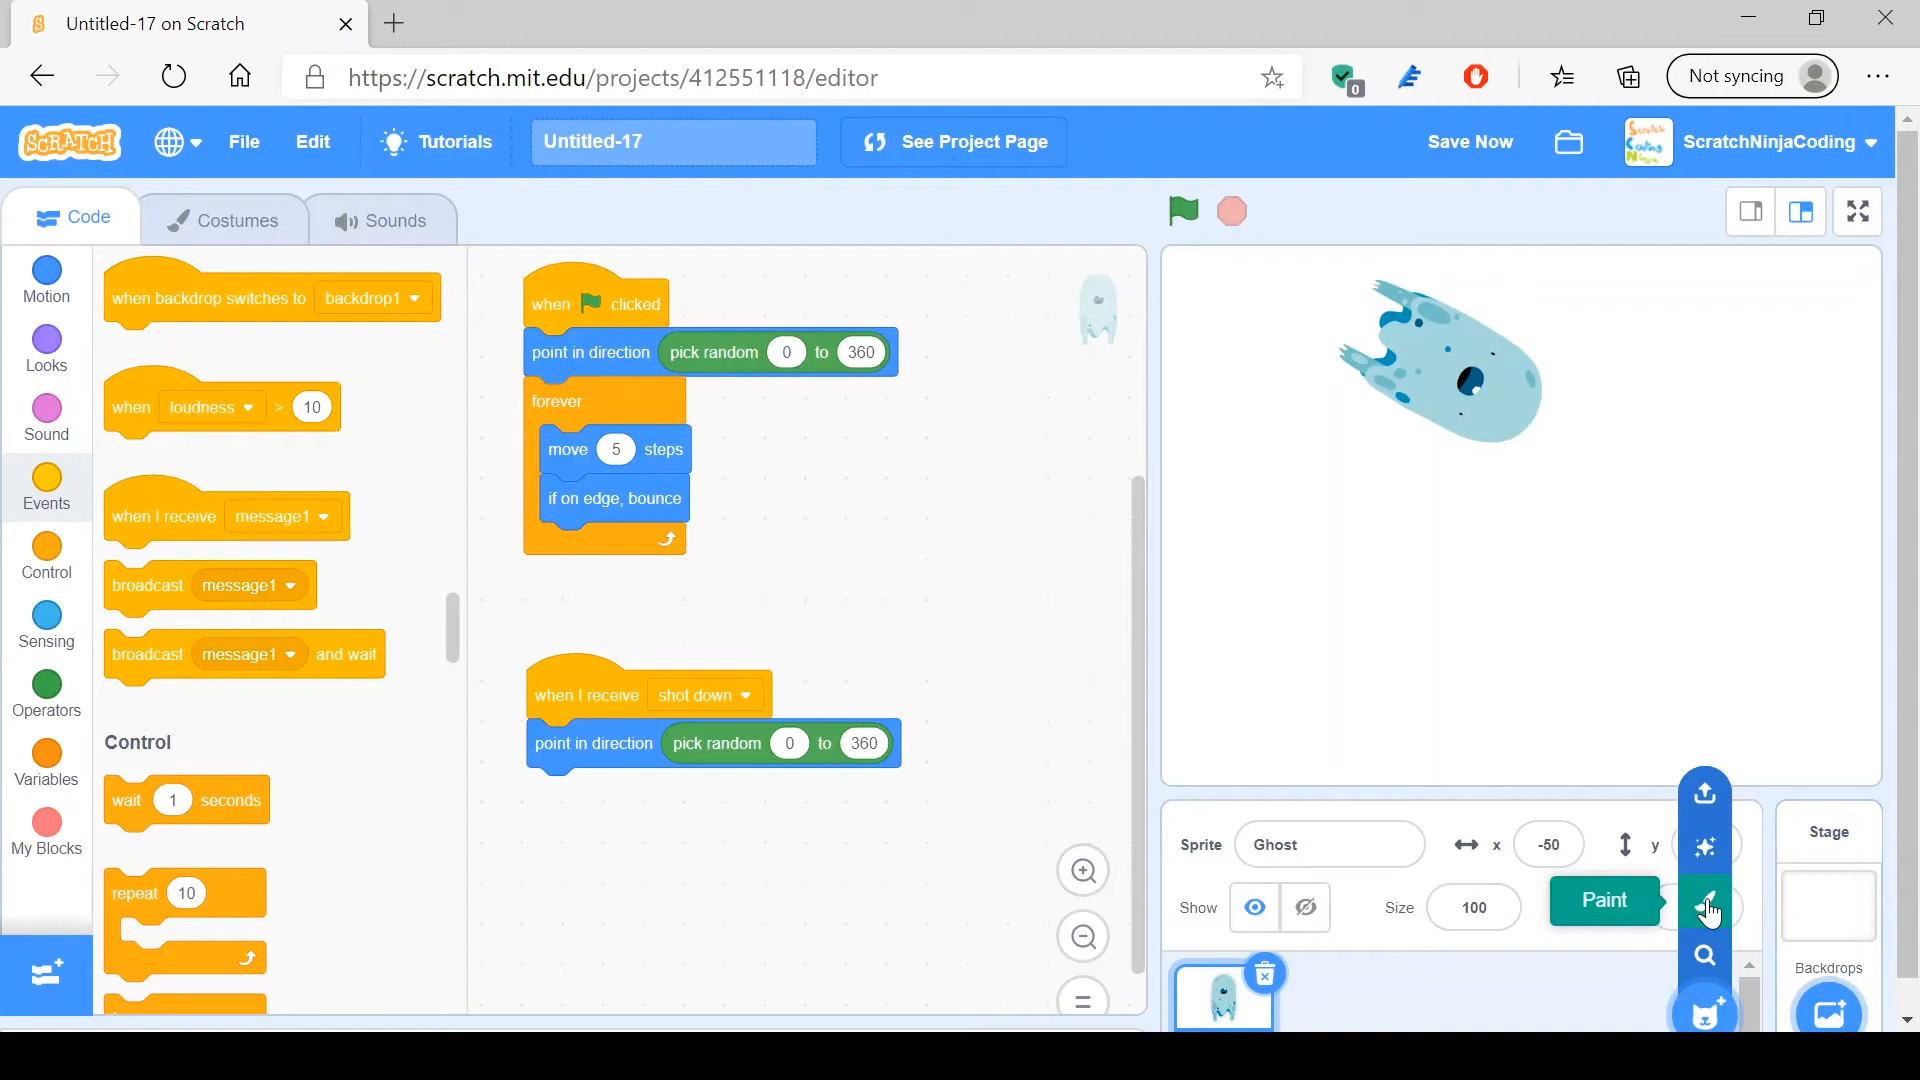 Untitled-17 on Scratch
https://scratch.mit.edu/projects/412551118/editor
0
Not syncing
SCRATCH
File
Edit
Tutorials
Untitled-17
See Project Page
Save Now
Scratch Coding Ninja
ScratchNinjaCoding
Code
Costumes
Sounds
Motion
Looks
Sound
Events
Control
Sensing
Operators
Variables
My Blocks
when backdrop switches to backdrop1
when loudness > 10
when I receive message1
broadcast message1
broadcast message1 and wait
Control
wait 1 seconds
repeat 10
when clicked
point in direction pick random 0 to 360
forever
move 5 steps
if on edge, bounce
when I receive shot down
point in direction pick random 0 to 360
Sprite Ghost x -50 y
Show Size 100
Paint
Stage
Backdrops